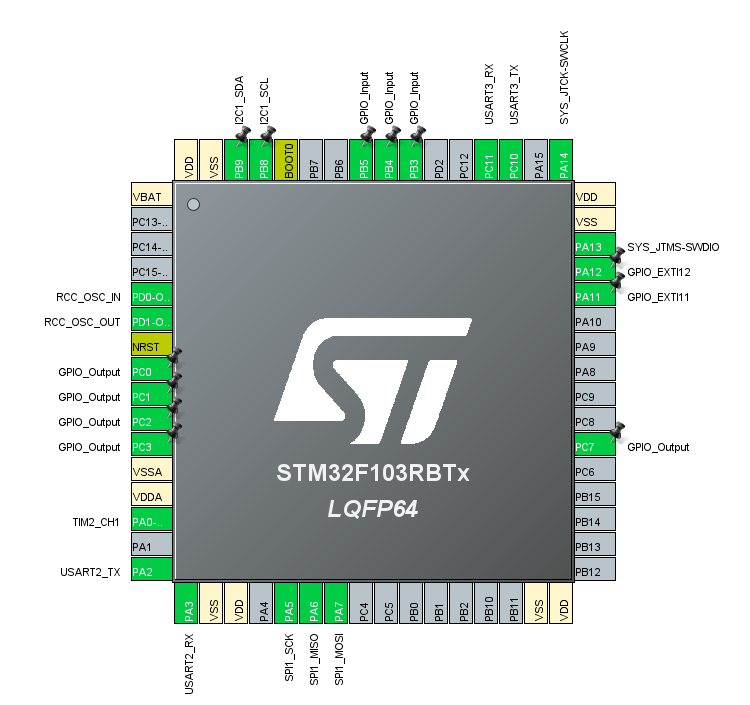 I2C1_SDA
I2C1_SCL
GPIO_Input
GPIO_Input
GPIO_Input
USART3_RX
USART3_TX
SYS_JTCK-SWCLK
VDD
VSS
PB9
PB8
BOOT0
PB7
PB6
PB5
PB4
PB3
PD2
PC12
PC11
PC10
PA15
PA14
VBAT
PC13-..
PC14-..
PC15-..
RCC_OSC_IN PD0-O..
RCC_OSC_OUT PD1-O..
NRST
GPIO_Output PC0
GPIO_Output PC1
GPIO_Output PC2
GPIO_Output PC3
VSSA
VDDA
TIM2_CH1 PA0-..
PA1
USART2_TX PA2
ST
STM32F103RBTx
LQFP64
VDD
VSS
PA13 SYS_JTMS-SWDIO
PA12 GPIO_EXTI12
PA11 GPIO_EXTI11
PA10
PA9
PA8
PC9
PC8
PC7 GPIO_Output
PC6
PB15
PB14
PB13
PB12
PA3
VSS
VDD
PA4
PA5
PA6
PA7
PC4
PC5
PB0
PB1
PB2
PB10
PB11
VSS
VDD
USART2_RX
SPI1_SCK
SPI1_MISO
SPI1_MOSI